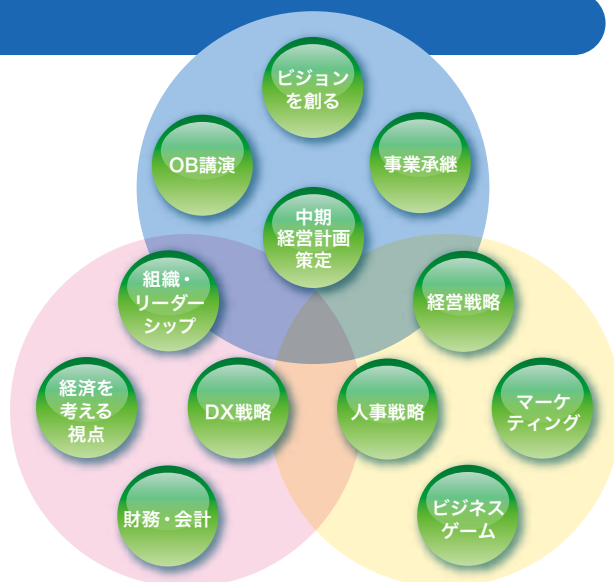 ビジョン
を創る
OB講演
事業承継
中期
経営計画
策定
組織・
リーダー
シップ
経営戦略
経済を
考える
視点
DX戦略
人事戦略
マーケ
ティング
財務・会計
ビジネス
ゲーム